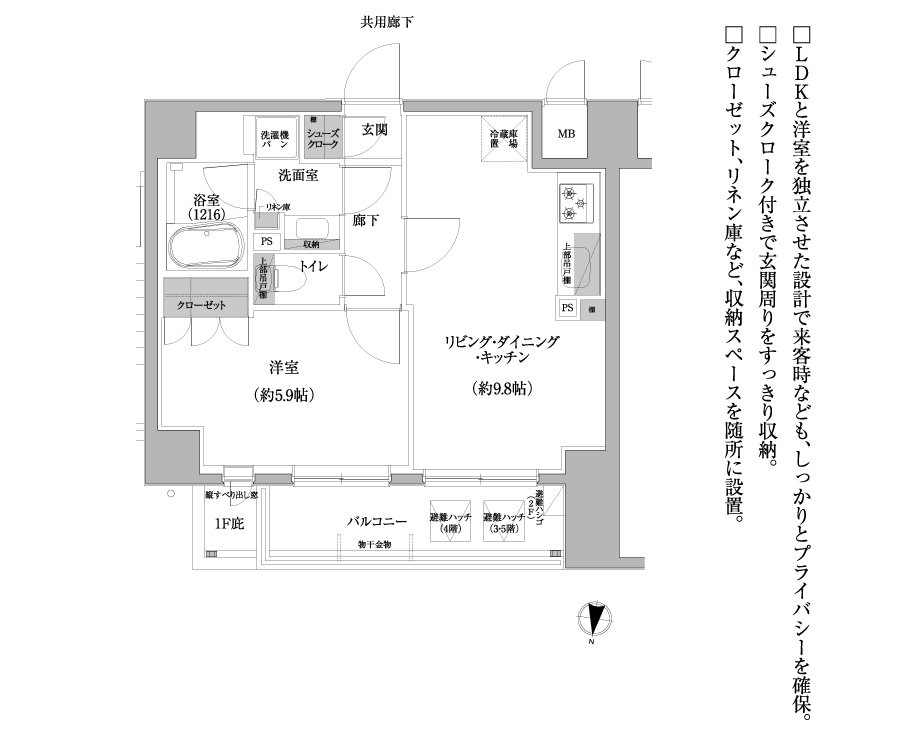 □LDKと洋室を独立させた設計で来客時なども、しっかりとプライバシーを確保。
□シューズクローク付きで玄関周りをすっきり収納。
□クローゼット、リネン庫など、収納スペースを随所に設置。
共用廊下
棚
シューズ
クローク
玄関
洗濯機
パン
洗面室
冷蔵庫
置場
MB
浴室
(1216)
リネン庫
廊下
PS
収納
上部吊戸棚
トイレ
上部吊戸棚
PS
棚
クローゼット
リビング・ダイニング
・キッチン
(約9.8帖)
洋室
(約5.9帖)
縦すべり出し窓
1F庇
バルコニー
物干金物
避難ハッチ
(4階)
避難ハッチ
(3・5階)
避難ハシゴ
(2F)
N